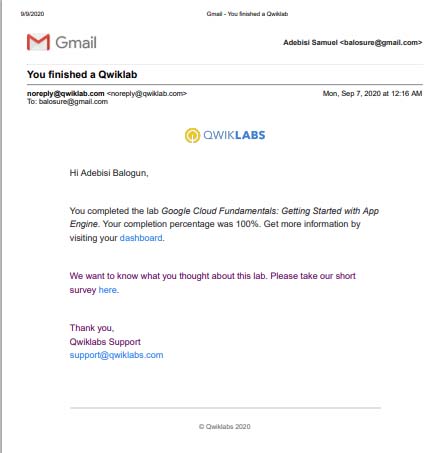 9/9/2020
Gmail - You finished a Qwiklab
Gmail
Adebisi Samuel <balosure@gmail.com>
You finished a Qwiklab
noreply@qwiklab.com <noreply@qwiklab.com>
Mon, Sep 7, 2020 at 12:16 AM
To: balosure@gmail.com
QWIKLABS
Hi Adebisi Balogun,
You completed the lab Google Cloud Fundamentals: Getting Started with App
Engine. Your completion percentage was 100%. Get more information by
visiting your dashboard.
We want to know what you thought about this lab. Please take our short
survey here.
Thank you,
Qwiklabs Support
support@qwiklabs.com
© Qwiklabs 2020